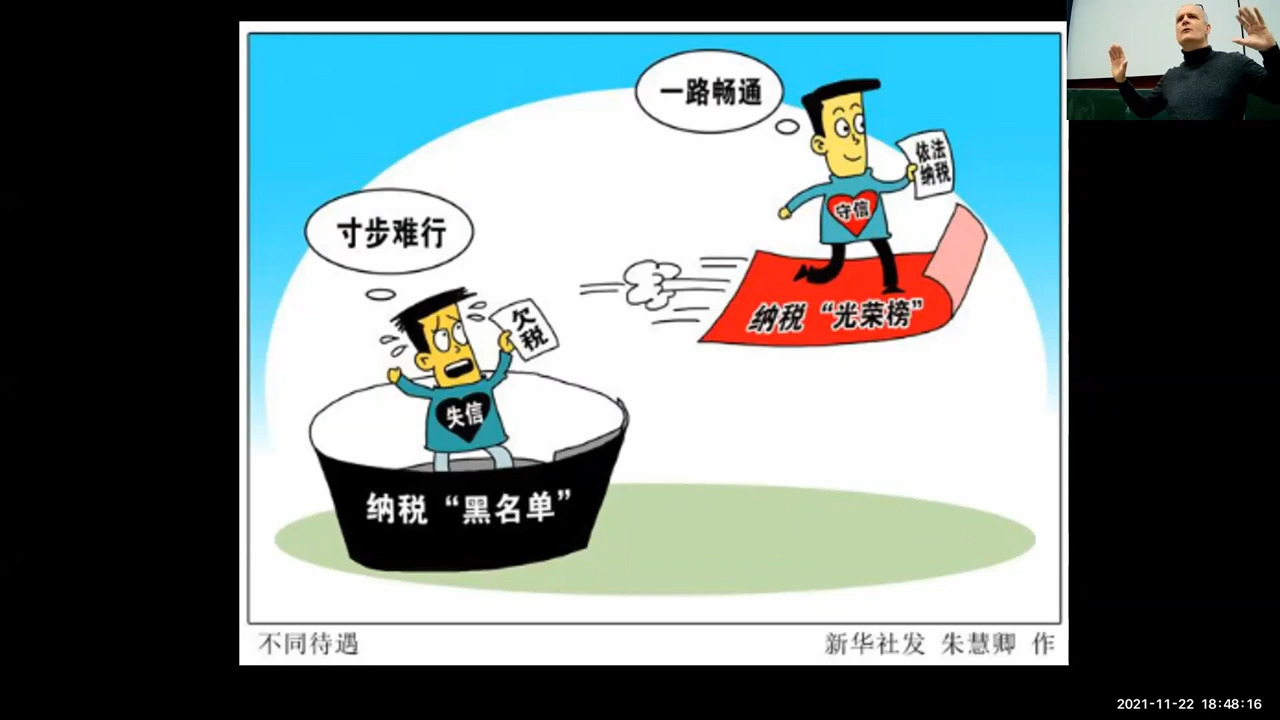 一路畅通
依法
纳税
守信
纳税“光荣榜”
寸步难行
欠
税
失信
纳税“黑名单”
不同待遇
新华社发 朱慧卿 作
2021-11-22 18:48:16